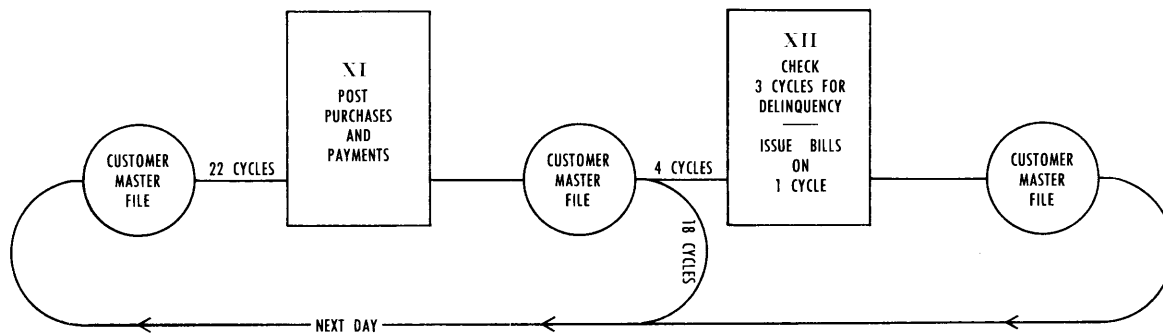 CUSTOMER
MASTER
FILE
22 CYCLES
XI
POST
PURCHASES
AND
PAYMENTS
CUSTOMER
MASTER
FILE
4 CYCLES
18 CYCLES
XII
CHECK
3 CYCLES FOR
DELINQUENCY
ISSUE BILLS
ON
1 CYCLE
CUSTOMER
MASTER
FILE
NEXT DAY